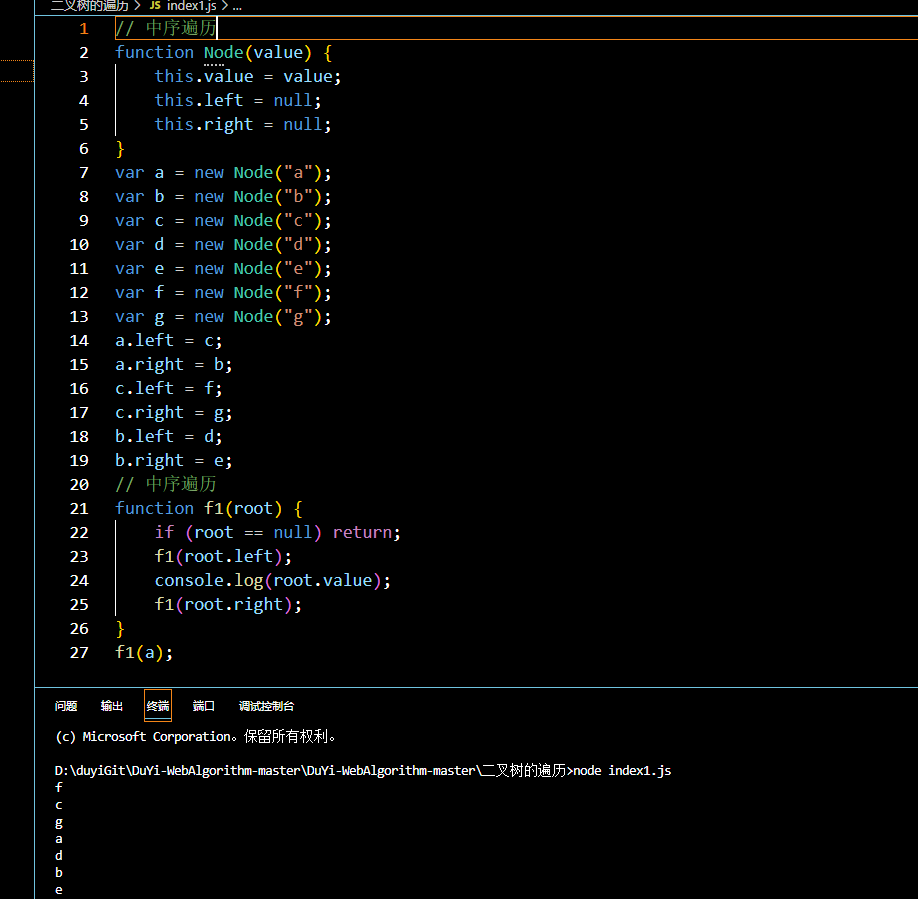 二叉树的遍历 > JS index1.js > ...
1 // 中序遍历
2 function Node(value) {
3     this.value = value;
4     this.left = null;
5     this.right = null;
6 }
7 var a = new Node("a");
8 var b = new Node("b");
9 var c = new Node("c");
10 var d = new Node("d");
11 var e = new Node("e");
12 var f = new Node("f");
13 var g = new Node("g");
14 a.left = c;
15 a.right = b;
16 c.left = f;
17 c.right = g;
18 b.left = d;
19 b.right = e;
20 // 中序遍历
21 function f1(root) {
22     if (root == null) return;
23     f1(root.left);
24     console.log(root.value);
25     f1(root.right);
26 }
27 f1(a);
问题 输出 终端 端口 调试控制台
(c) Microsoft Corporation。保留所有权利。
D:\duyiGit\DuYi-WebAlgorithm-master\DuYi-WebAlgorithm-master\二叉树的遍历>node index1.js
f
c
g
a
d
b
e